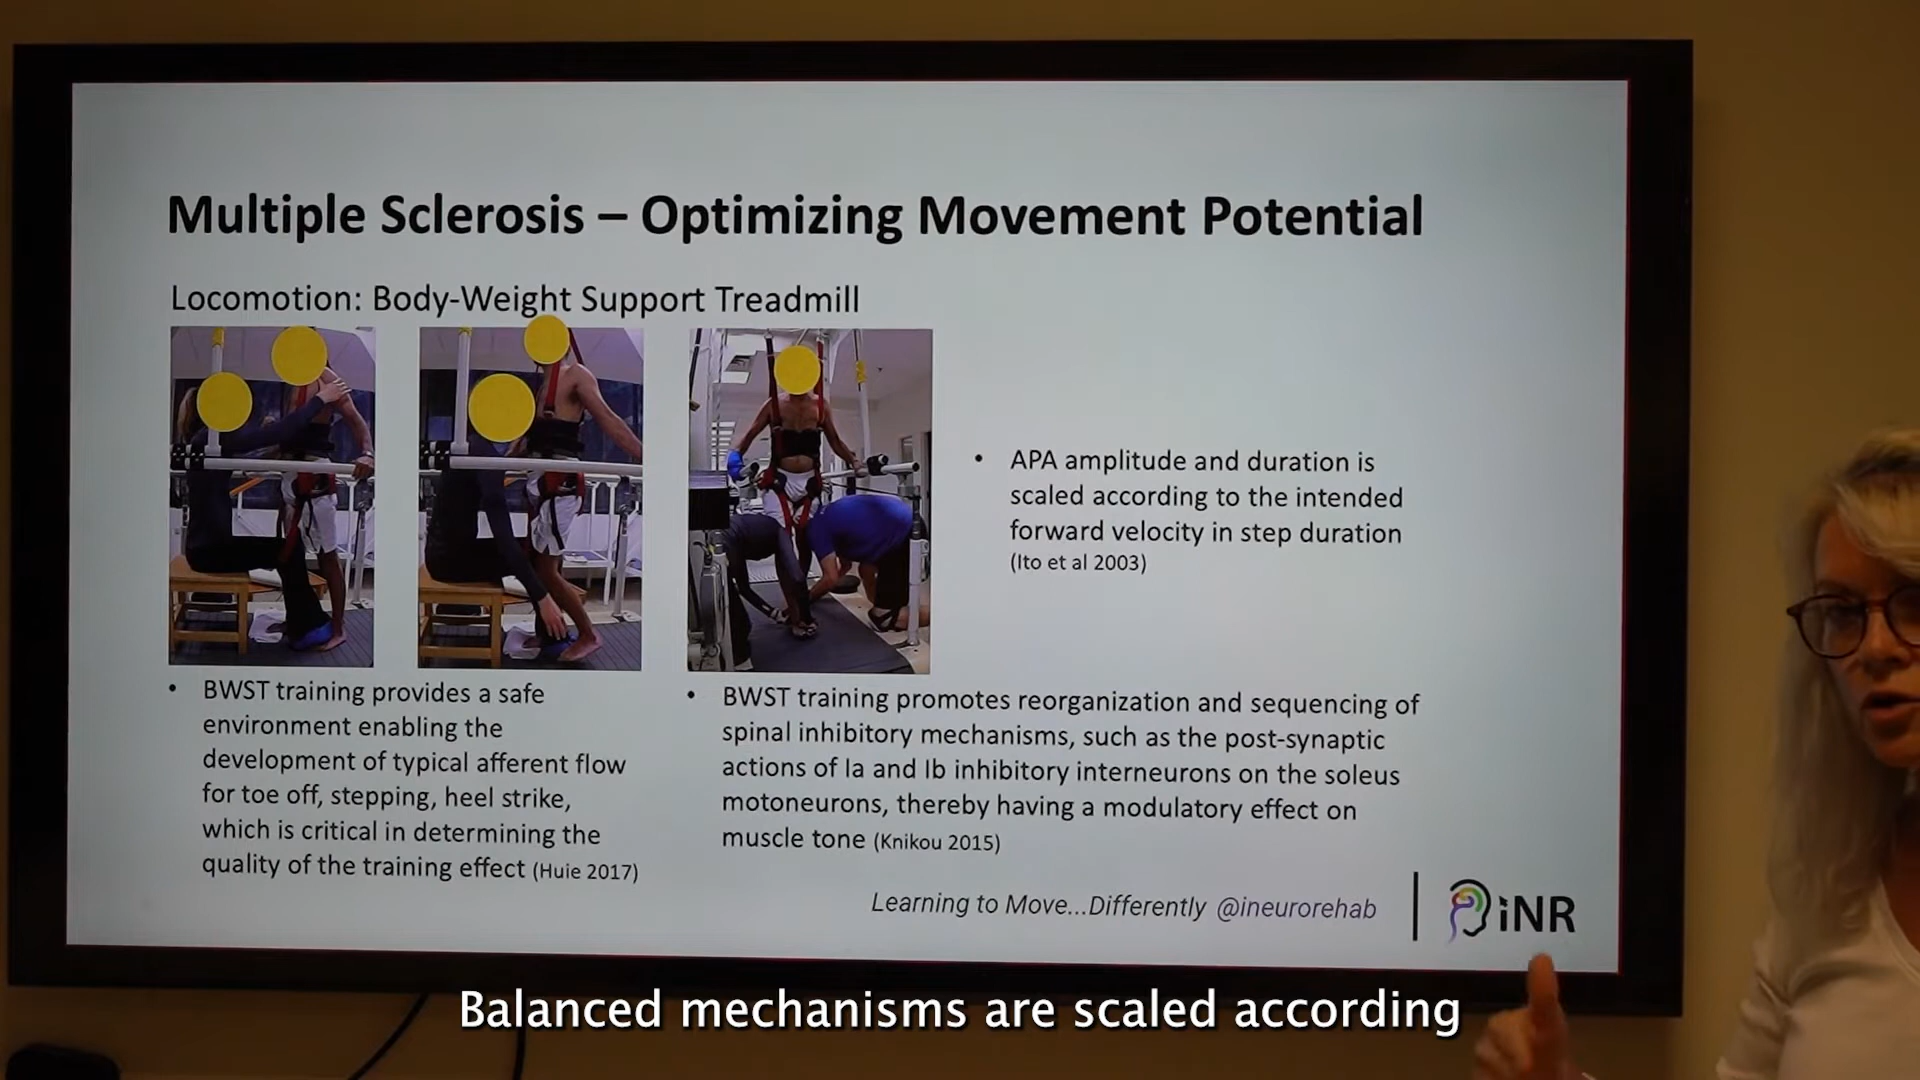 Multiple Sclerosis – Optimizing Movement Potential
Locomotion: Body-Weight Support Treadmill
• APA amplitude and duration is
scaled according to the intended
forward velocity in step duration
(Ito et al 2003)
• BWST training provides a safe
environment enabling the
development of typical afferent flow
for toe off, stepping, heel strike,
which is critical in determining the
quality of the training effect (Huie 2017)
• BWST training promotes reorganization and sequencing of
spinal inhibitory mechanisms, such as the post-synaptic
actions of Ia and Ib inhibitory interneurons on the soleus
motoneurons, thereby having a modulatory effect on
muscle tone (Knikou 2015)
Learning to Move...Differently @ineurorehab
iNR
Balanced mechanisms are scaled according